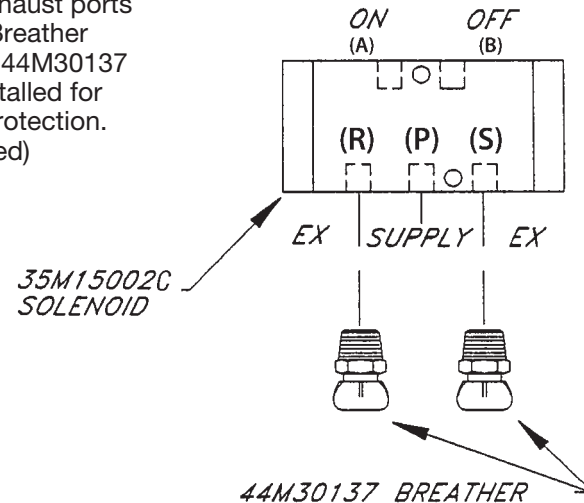 haust ports
Breather
44M30137
talled for
rotection.
ed)
ON OFF
(A) (B)
(R) (P) (S)
EX SUPPLY EX
35M15002C
SOLENOID
44M30137 BREATHER